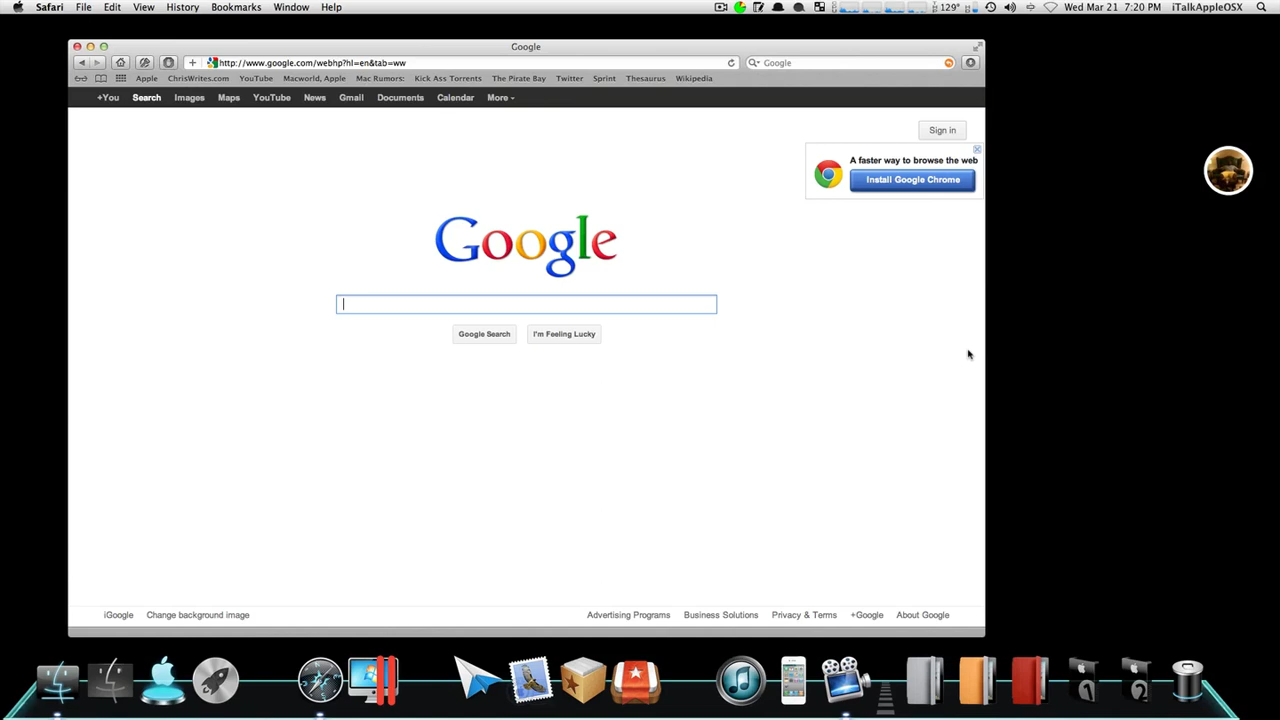 Safari File Edit View History Bookmarks Window Help 129° Wed Mar 21 7:20 PM iTalkAppleOSX
Google
http://www.google.com/webhp?hl=en&tab=ww Google
Apple ChrisWrites.com YouTube Macworld, Apple Mac Rumors: Kick Ass Torrents The Pirate Bay Twitter Sprint Thesaurus Wikipedia
+You Search Images Maps YouTube News Gmail Documents Calendar More
Sign in
A faster way to browse the web
Install Google Chrome
Google
Google Search I'm Feeling Lucky
iGoogle Change background image Advertising Programs Business Solutions Privacy & Terms +Google About Google